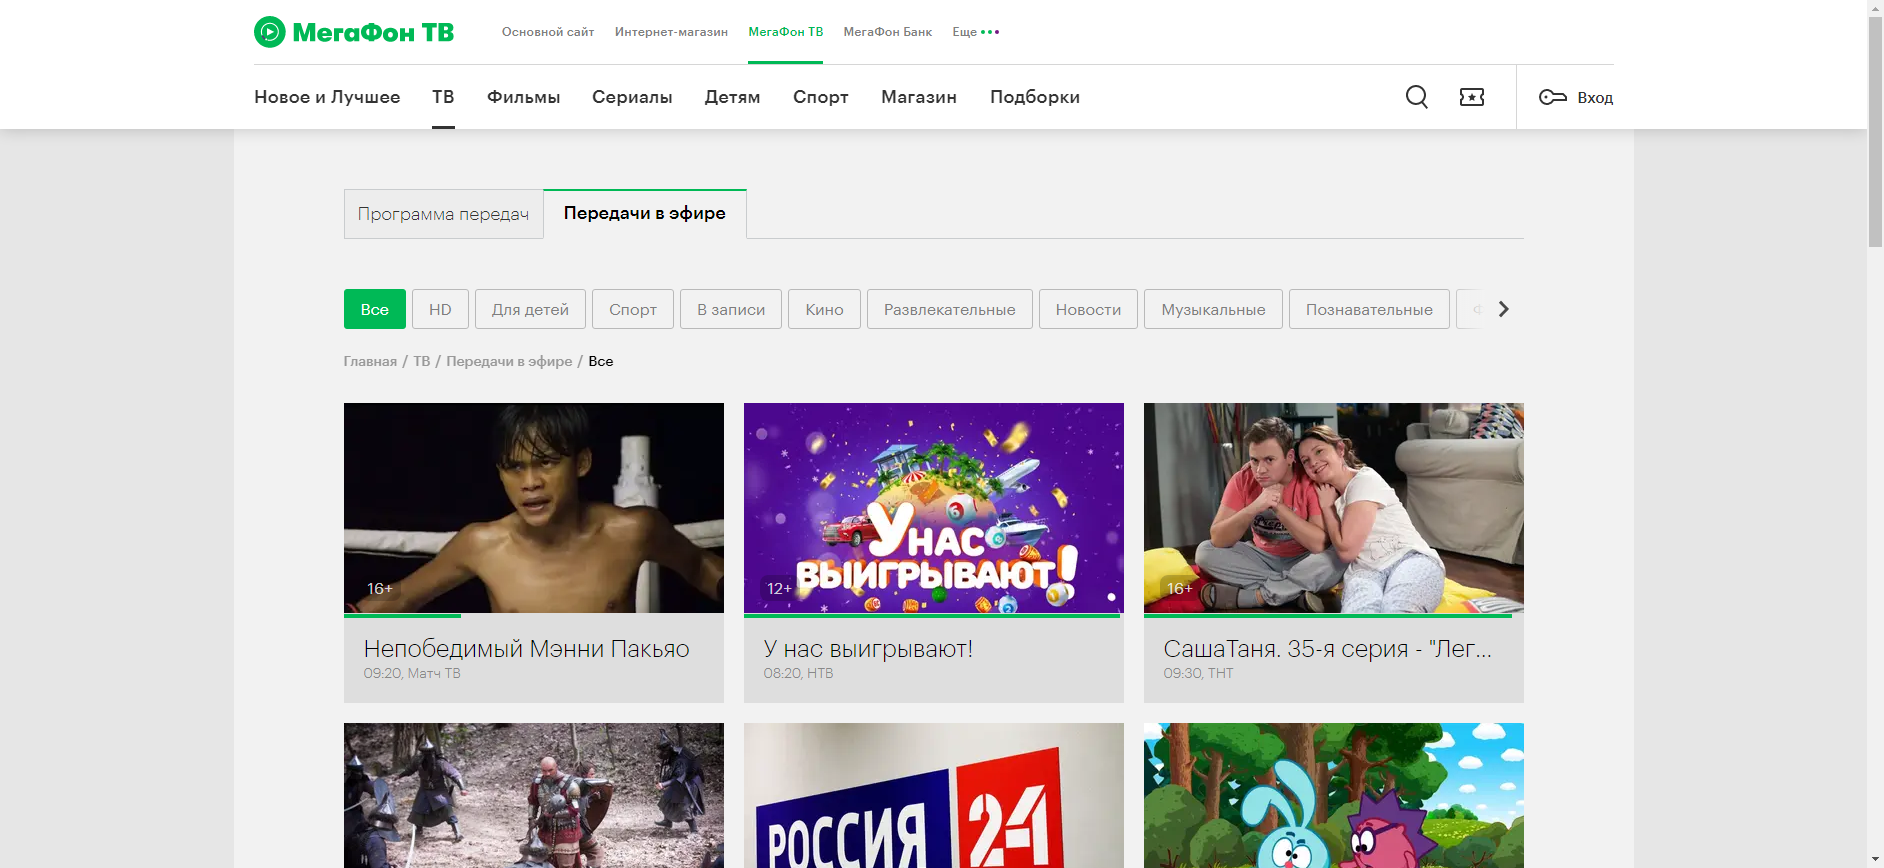 МегаФон ТВ
Основной сайт Интернет-магазин МегаФон ТВ МегаФон Банк Еще
Новое и Лучшее ТВ Фильмы Сериалы Детям Спорт Магазин Подборки Вход
Программа передач Передачи в эфире
Все HD Для детей Спорт В записи Кино Развлекательные Новости Музыкальные Познавательные
Главная / ТВ / Передачи в эфире / Все
У НАС
ВЫИГРЫВАЮТ!
16+ 12+ 16+
Непобедимый Мэнни Пакьяо
09:20, Матч ТВ
У нас выигрывают!
08:20, НТВ
СашаТаня. 35-я серия - "Лег...
09:30, ТНТ
РОССИЯ 24